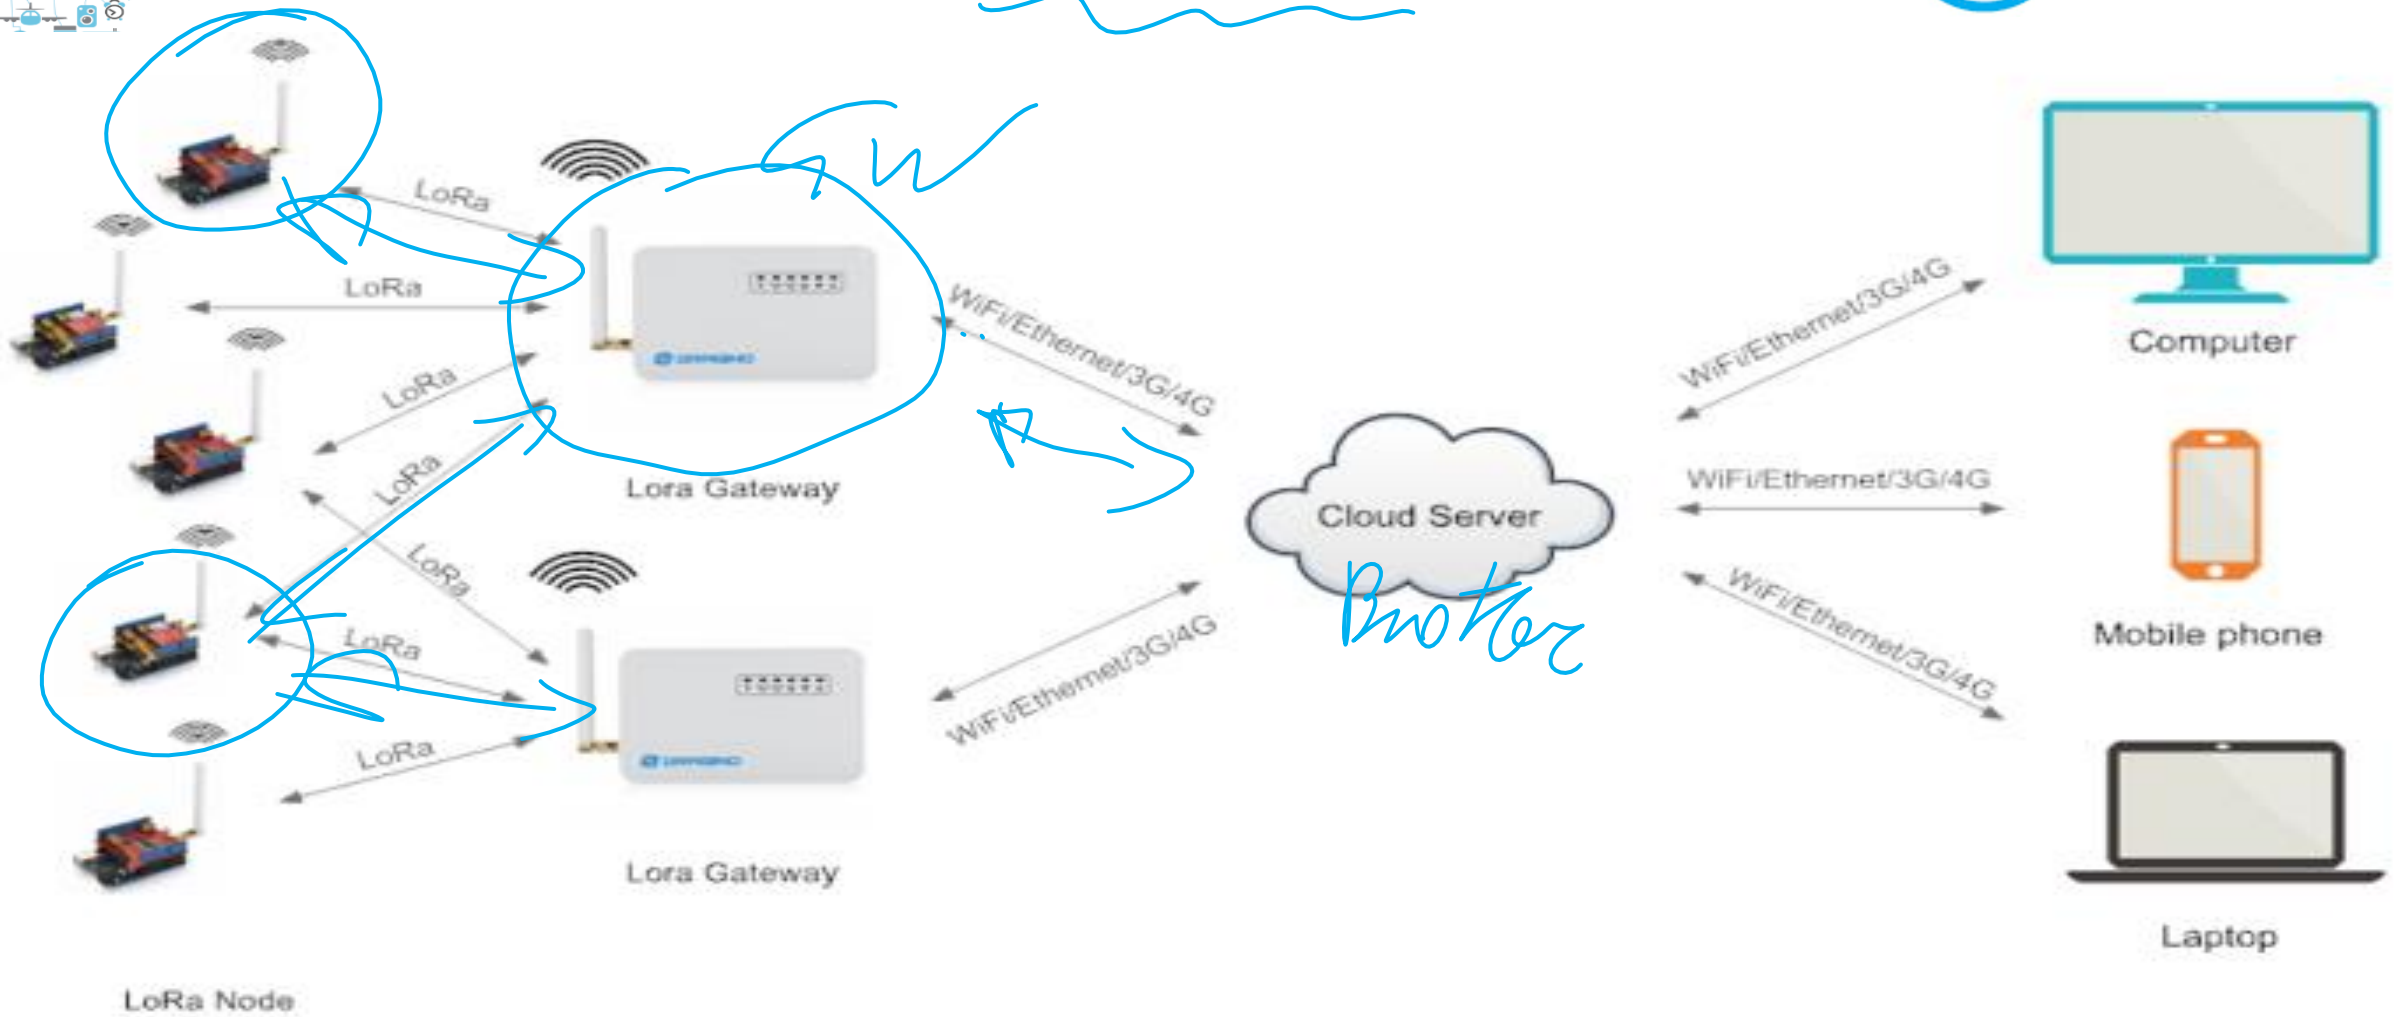 GW
LoRa
LoRa
LoRa
LoRa
LoRa
LoRa
LoRa
Lora Gateway
Lora Gateway
LoRa Node
WiFi/Ethernet/3G/4G
WiFi/Ethernet/3G/4G
Cloud Server
Broker
WiFi/Ethernet/3G/4G
WiFi/Ethernet/3G/4G
WiFi/Ethernet/3G/4G
Computer
Mobile phone
Laptop